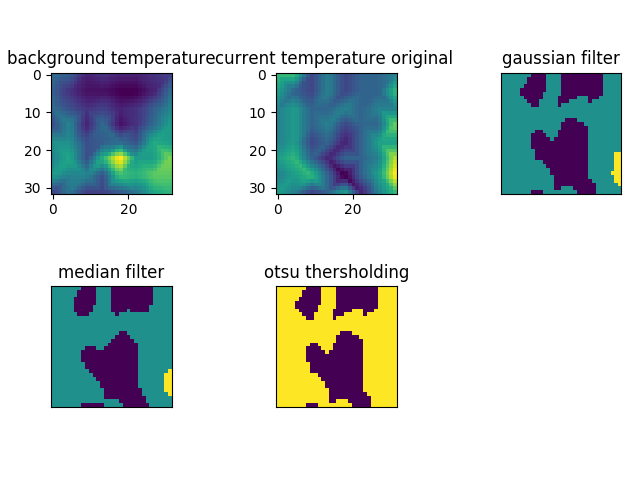 background temperature
current temperature original
gaussian filter
0
10
20
30
0
20
0
10
20
30
0
20
median filter
otsu thersholding